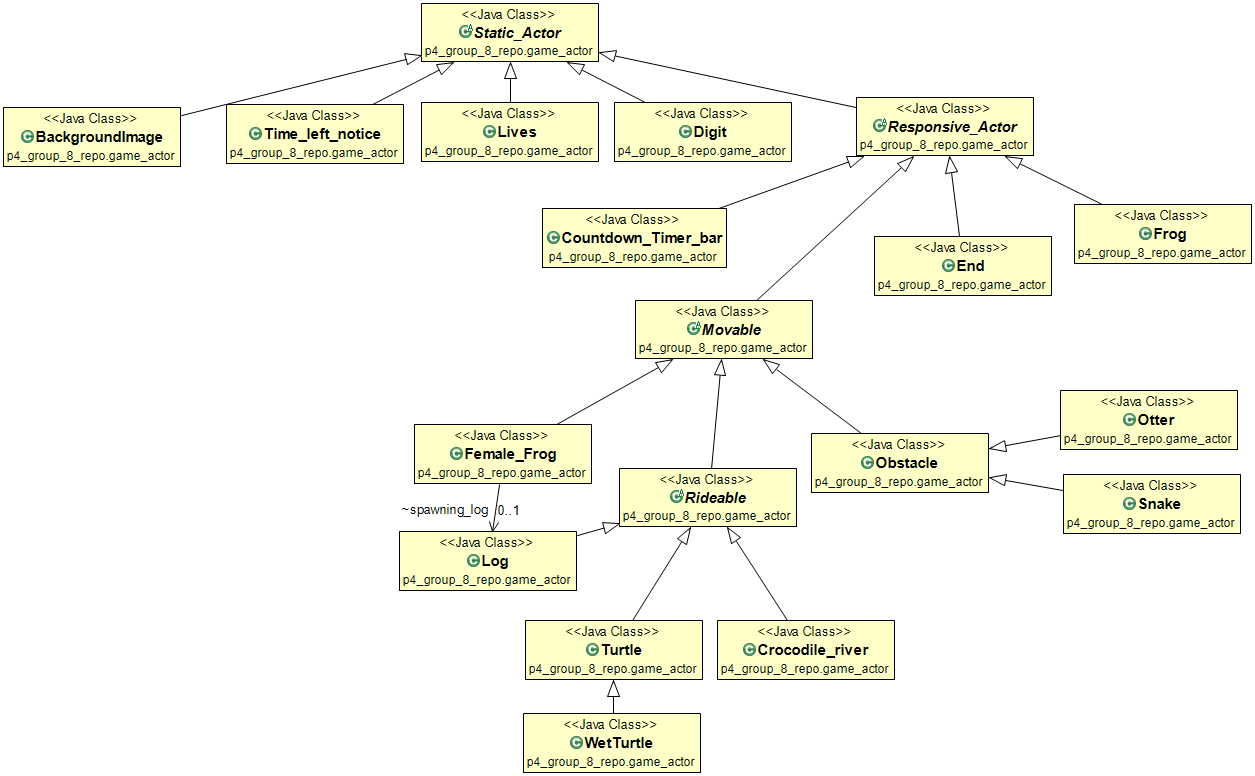 <<Java Class>>
Static_Actor
p4_group_8_repo.game_actor
<<Java Class>>
BackgroundImage
p4_group_8_repo.game_actor
<<Java Class>>
Time_left_notice
p4_group_8_repo.game_actor
<<Java Class>>
Lives
p4_group_8_repo.game_actor
<<Java Class>>
Digit
p4_group_8_repo.game_actor
<<Java Class>>
Responsive_Actor
p4_group_8_repo.game_actor
<<Java Class>>
Countdown_Timer_bar
p4_group_8_repo.game_actor
<<Java Class>>
End
p4_group_8_repo.game_actor
<<Java Class>>
Frog
p4_group_8_repo.game_actor
<<Java Class>>
Movable
p4_group_8_repo.game_actor
<<Java Class>>
Female_Frog
p4_group_8_repo.game_actor
<<Java Class>>
Rideable
p4_group_8_repo.game_actor
<<Java Class>>
Obstacle
p4_group_8_repo.game_actor
<<Java Class>>
Otter
p4_group_8_repo.game_actor
<<Java Class>>
Snake
p4_group_8_repo.game_actor
~spawning_log 0..1
<<Java Class>>
Log
p4_group_8_repo.game_actor
<<Java Class>>
Turtle
p4_group_8_repo.game_actor
<<Java Class>>
Crocodile_river
p4_group_8_repo.game_actor
<<Java Class>>
WetTurtle
p4_group_8_repo.game_actor